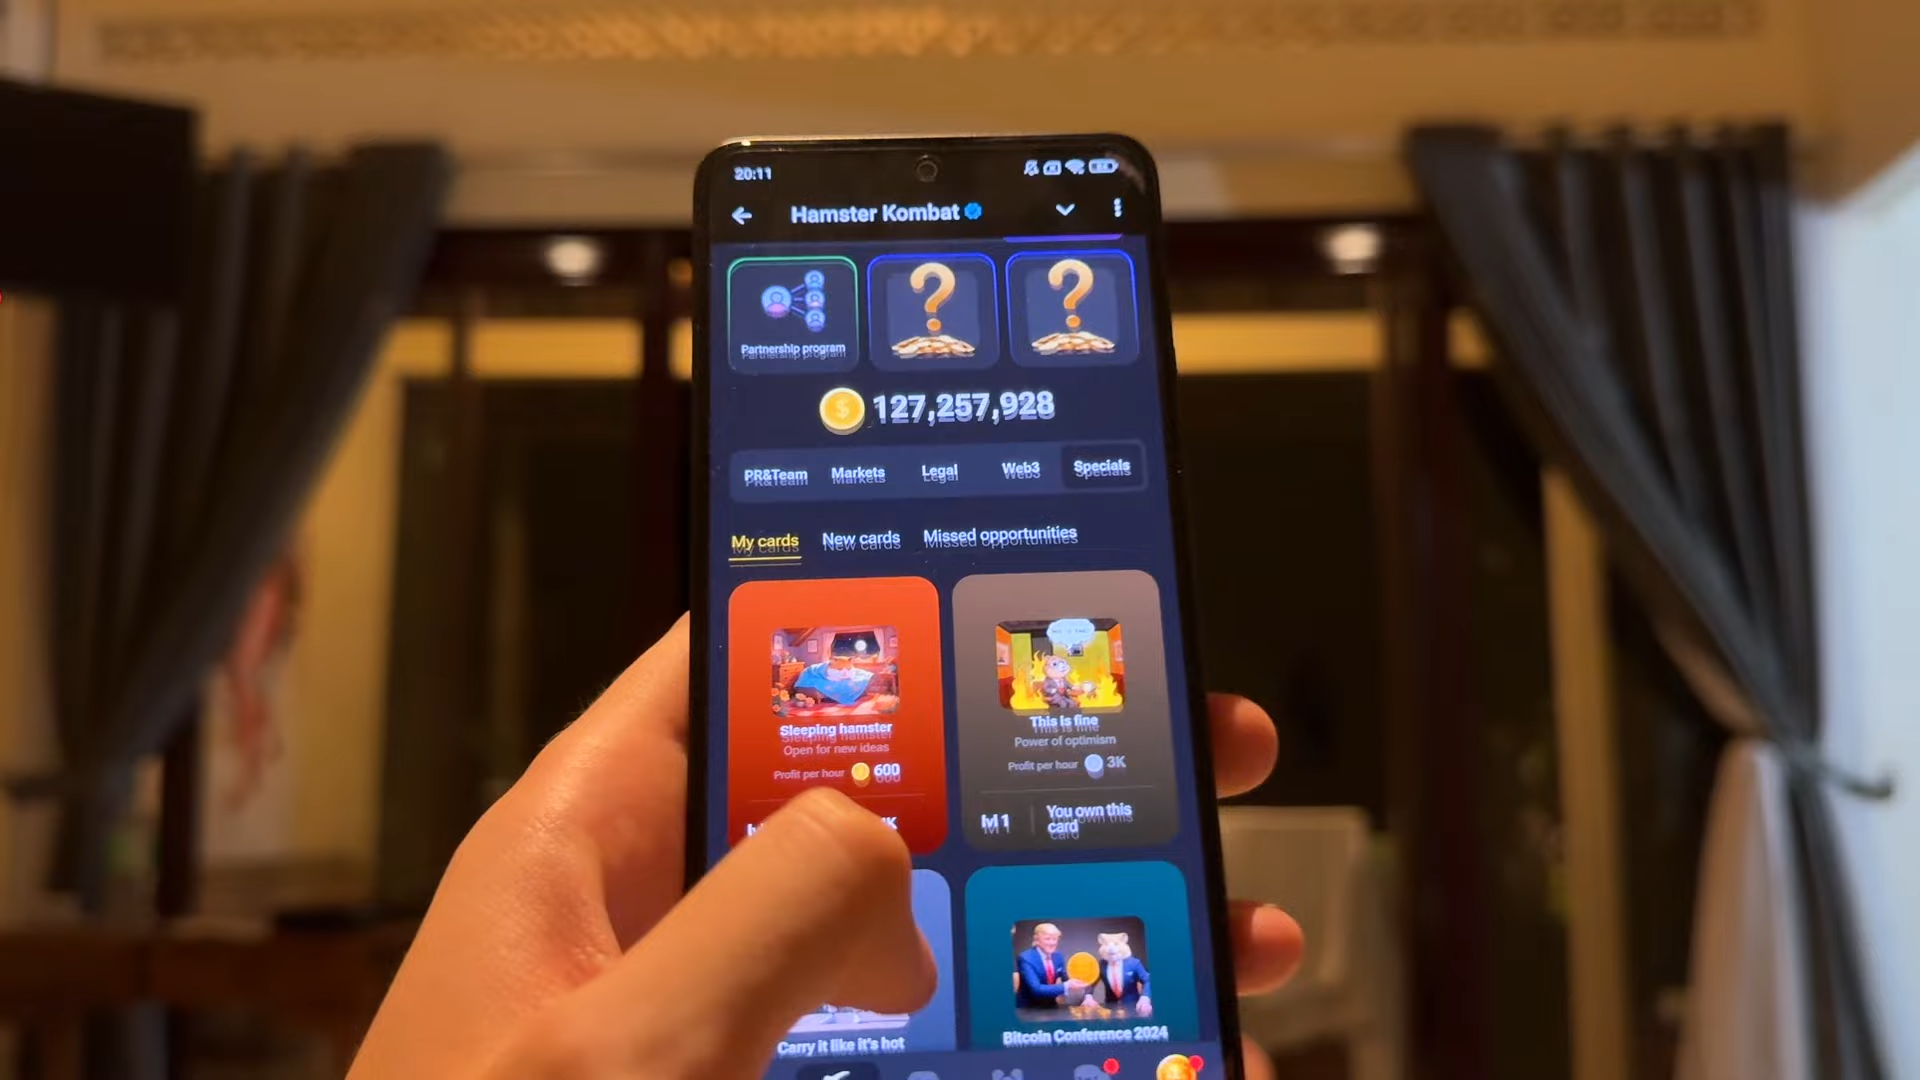 20:11
Hamster Kombat
Partnership program
127,257,928
PR&Team Markets Legal Web3 Specials
My cards New cards Missed opportunities
Sleeping hamster
Open for new ideas
Profit per hour 600
This is fine
Power of optimism
Profit per hour 3K
lvl 1
You own this
card
Carry it like it's hot
Bitcoin Conference 2024